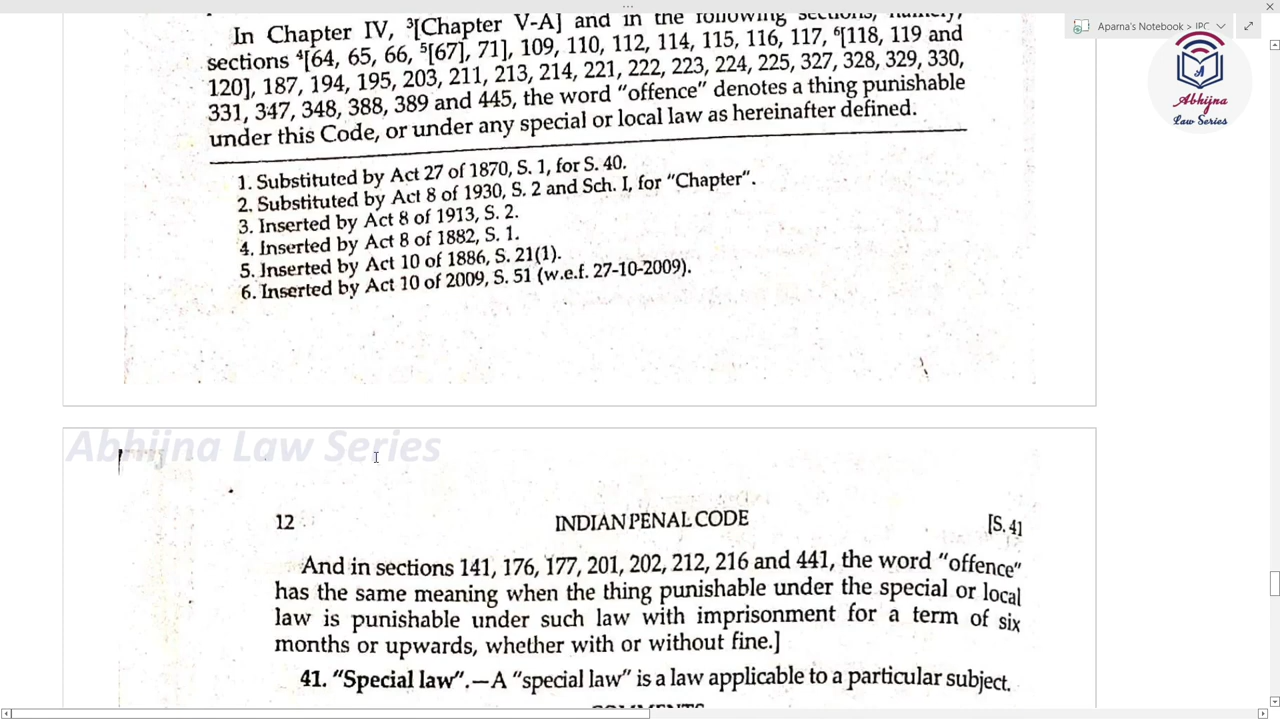 Aparna's Notebook > IPC
Abhijna
Law Series
In Chapter IV, ³[Chapter V-A] and in the following sections, namely,
sections ⁴[64, 65, 66, ⁵[67], 71], 109, 110, 112, 114, 115, 116, 117, ⁶[118, 119 and
120], 187, 194, 195, 203, 211, 213, 214, 221, 222, 223, 224, 225, 327, 328, 329, 330,
331, 347, 348, 388, 389 and 445, the word “offence” denotes a thing punishable
under this Code, or under any special or local law as hereinafter defined.
1. Substituted by Act 27 of 1870, S. 1, for S. 40.
2. Substituted by Act 8 of 1930, S. 2 and Sch. I, for “Chapter”.
3. Inserted by Act 8 of 1913, S. 2.
4. Inserted by Act 8 of 1882, S. 1.
5. Inserted by Act 10 of 1886, S. 21(1).
6. Inserted by Act 10 of 2009, S. 51 (w.e.f. 27-10-2009).
Abhijna Law Series
12 INDIAN PENAL CODE [S. 41
And in sections 141, 176, 177, 201, 202, 212, 216 and 441, the word “offence”
has the same meaning when the thing punishable under the special or local
law is punishable under such law with imprisonment for a term of six
months or upwards, whether with or without fine.]
41. “Special law”.—A “special law” is a law applicable to a particular subject.
COMMENTS